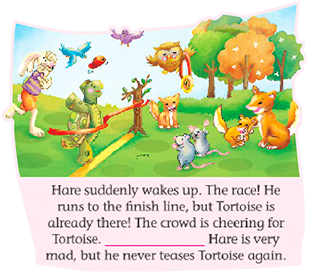 Hare suddenly wakes up. The race! He
runs to the finish line, but Tortoise is
already there! The crowd is cheering for
Tortoise. ______________ Hare is very
mad, but he never teases Tortoise again.